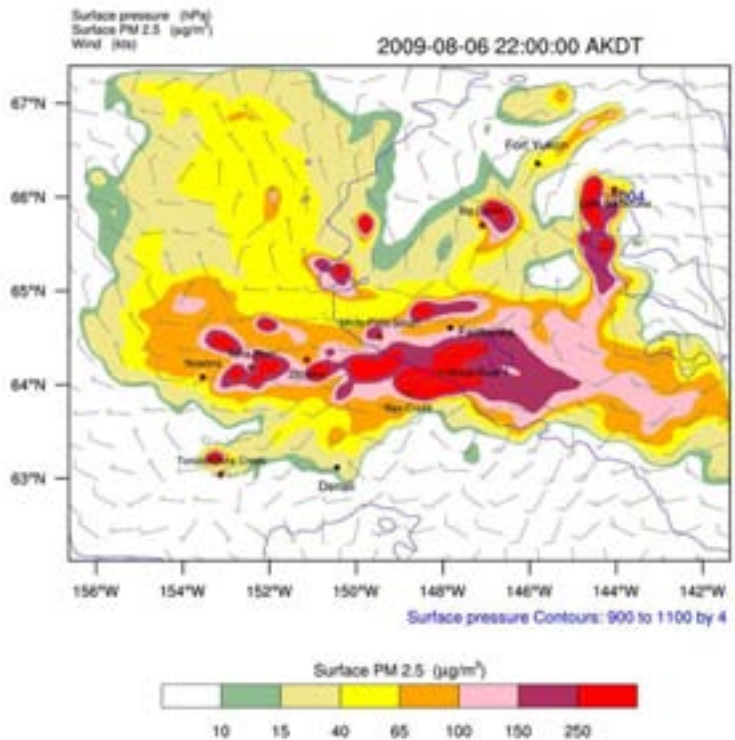 Surface pressure (hPa)
Surface PM 2.5 (µg/m³)
Wind (kts)
2009-08-06 22:00:00 AKDT
67°N
66°N
65°N
64°N
63°N
Fort Yukon
Fairbanks
Denali
156°W 154°W 152°W 150°W 148°W 146°W 144°W 142°W
Surface pressure Contours: 900 to 1100 by 4
Surface PM 2.5 (µg/m³)
10 15 40 65 100 150 250